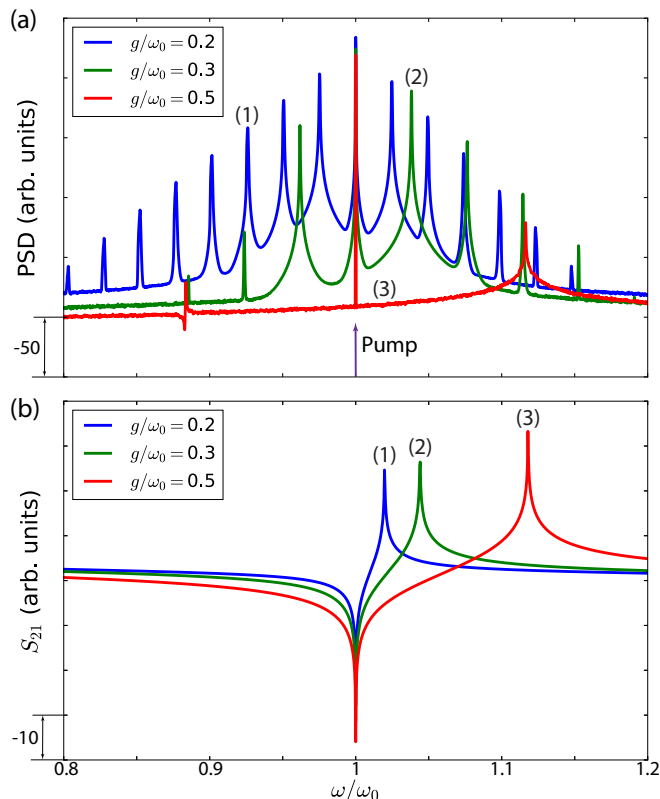 (a)
g/ω₀ = 0.2
g/ω₀ = 0.3
g/ω₀ = 0.5
(1)
(2)
(3)
PSD (arb. units)
-50
Pump
(b)
g/ω₀ = 0.2
g/ω₀ = 0.3
g/ω₀ = 0.5
(1)
(2)
(3)
S₂₁ (arb. units)
-10
0.8 0.9 1 1.1 1.2
ω/ω₀